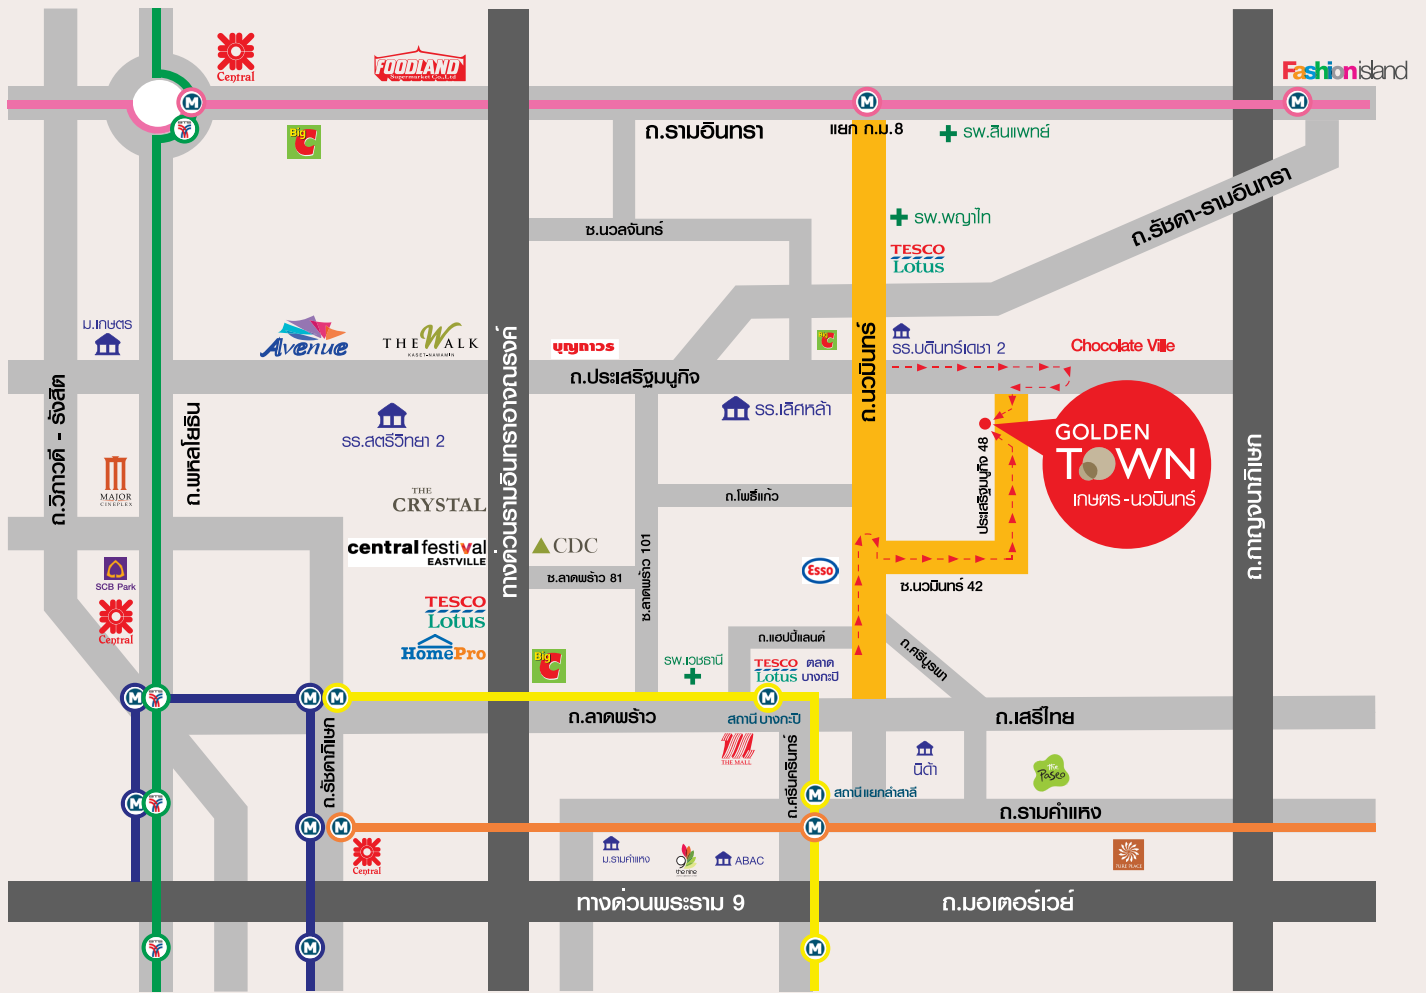 Central
FOODLAND
Supermarket Co.,Ltd
Fashion island
M
M
M
BTS
Big C
ถ.รามอินทรา
แยก ก.ม.8
รพ.สินแพทย์
รพ.พญาไท
ถ.รัชดา-รามอินทรา
ซ.นวลจันทร์
TESCO
Lotus
ม.เกษตร
Avenue
THE WALK
KASET-NAWAMIN
บุญถาวร
Big C
รร.บดินทร์เดชา 2
Chocolate Ville
ถ.ประเสริฐมนูกิจ
ถ.นวมินทร์
ทางด่วนรามอินทราอาจณรงค์
ถ.วิภาวดี - รังสิต
ถ.พหลโยธิน
รร.สตรีวิทยา 2
รร.เลิศหล้า
GOLDEN
TOWN
เกษตร-นวมินทร์
ประเสริฐมนูกิจ 48
ถ.กาญจนาภิเษก
MAJOR
CINEPLEX
THE
CRYSTAL
ถ.โพธิ์แก้ว
central festival
EASTVILLE
CDC
ซ.ลาดพร้าว 81
ซ.ลาดพร้าว 101
Esso
ซ.นวมินทร์ 42
SCB Park
Central
TESCO
Lotus
HomePro
Big C
ถ.แฮปปี้แลนด์
ถ.ศรีบูรพา
รพ.เวชธานี
TESCO
Lotus
ตลาด
บางกะปิ
M
BTS
M
M
M
ถ.ลาดพร้าว
สถานี บางกะปิ
ถ.เสรีไทย
THE MALL
ถ.รัชดาภิเษก
ถ.ศรีนครินทร์
นิด้า
The
Paseo
M
BTS
M
สถานี แยกลำสาลี
ถ.รามคำแหง
M
M
M
Central
ม.รามคำแหง
9
the nine
ABAC
PURE PLACE
ทางด่วนพระราม 9
ถ.มอเตอร์เวย์
BTS
M
M